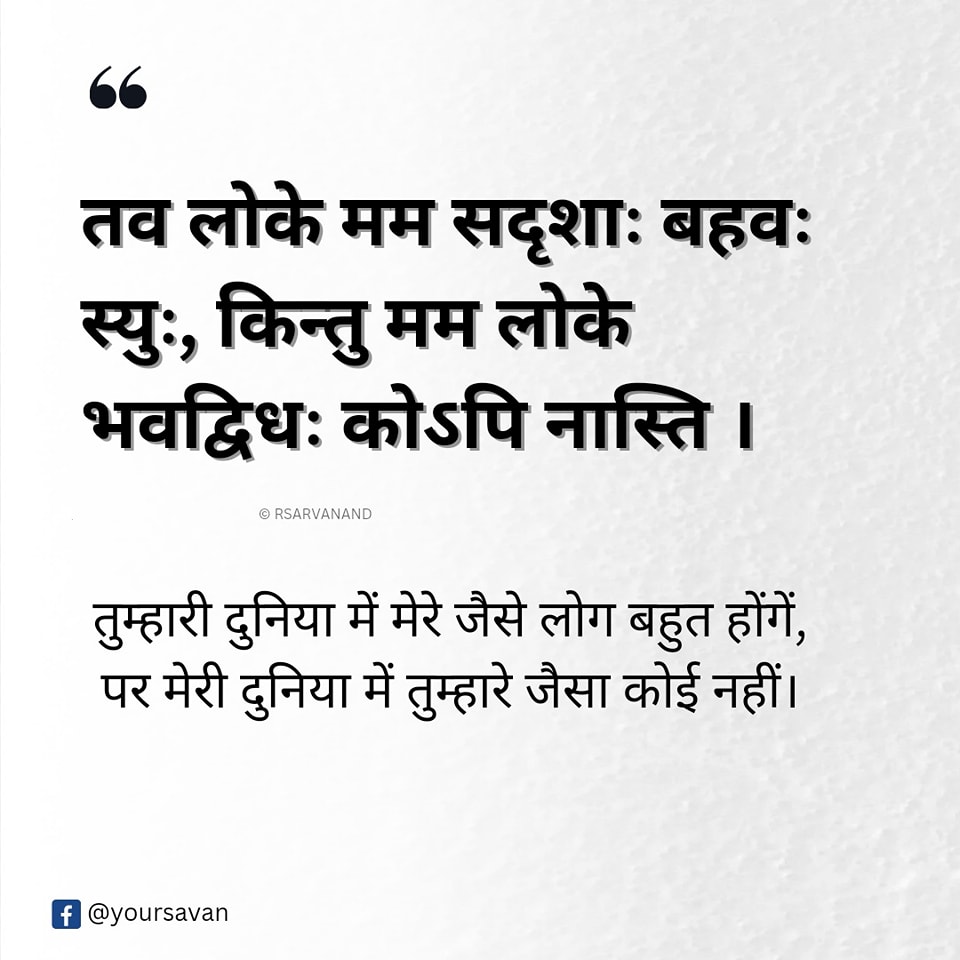 ❝
तव लोके मम सदृशाः बहवः
स्युः, किन्तु मम लोके
भवद्विधः कोऽपि नास्ति ।
© RSARVANAND
तुम्हारी दुनिया में मेरे जैसे लोग बहुत होंगें,
पर मेरी दुनिया में तुम्हारे जैसा कोई नहीं।
@yoursavan